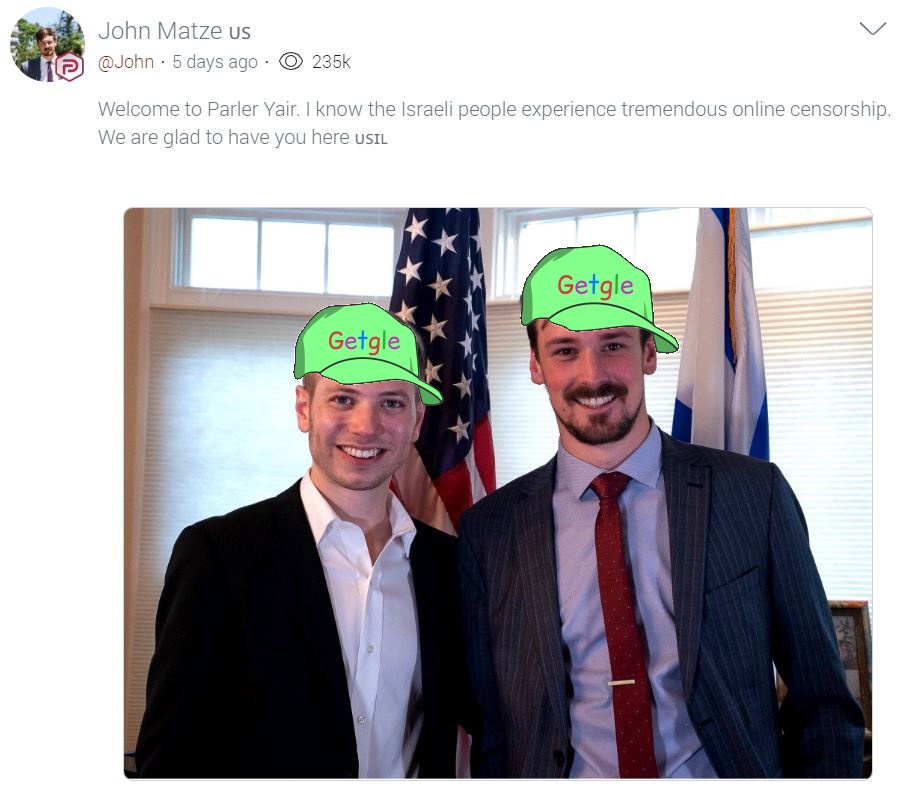 John Matze US
@John · 5 days ago · 235k
Welcome to Parler Yair. I know the Israeli people experience tremendous online censorship.
We are glad to have you here USIL
Getgle
Getgle